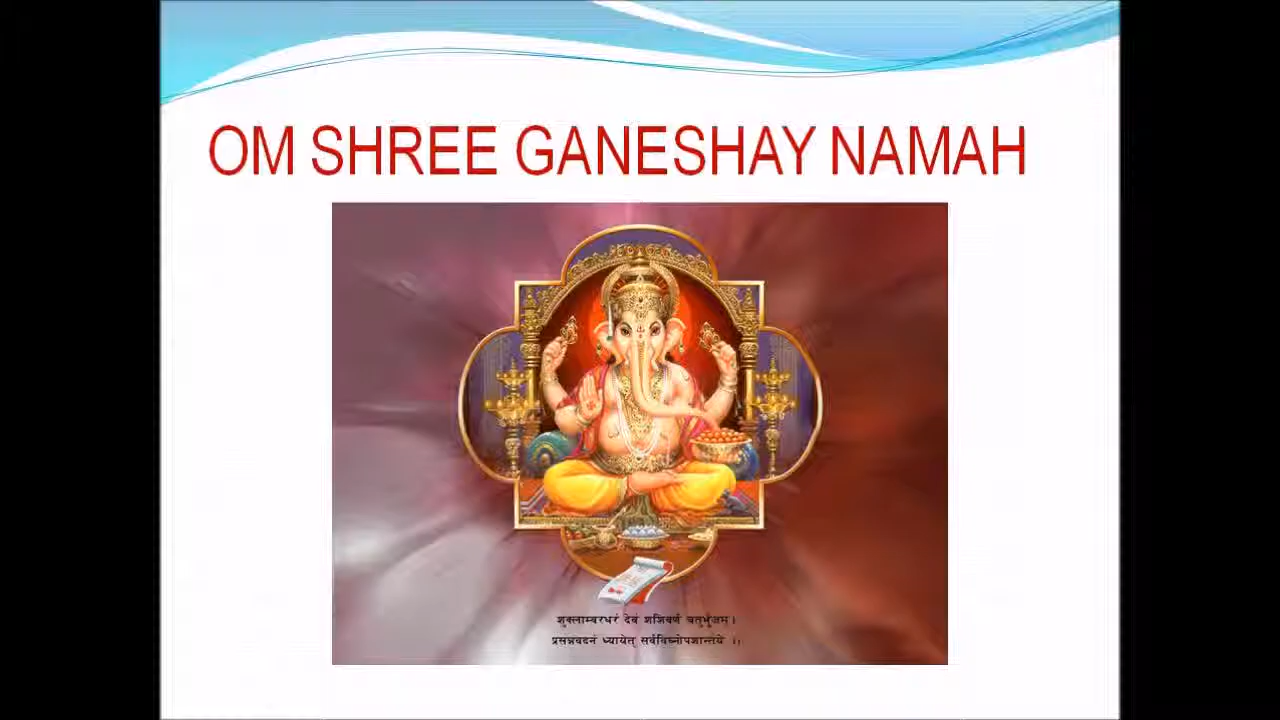 OM SHREE GANESHAY NAMAH
शुक्लाम्बरधरं देवं शशिवर्णं चतुर्भुजम।
प्रसन्नवदनं ध्यायेत् सर्वविघ्नोपशान्तये ।।